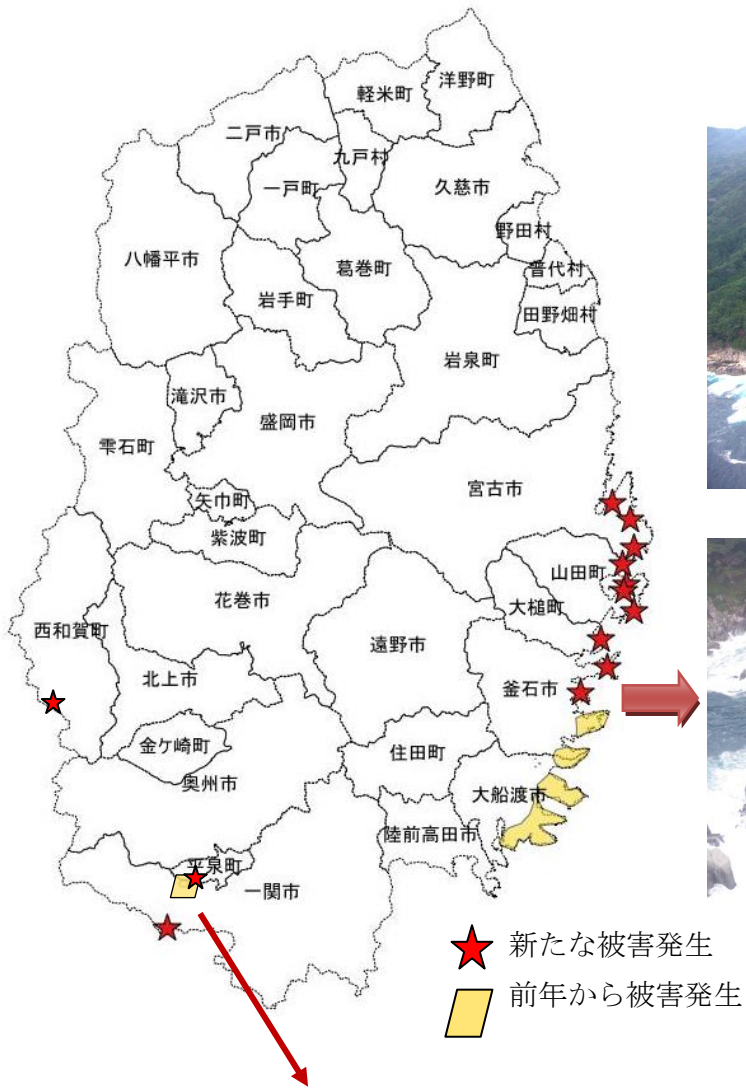 洋野町
軽米町
二戸市
九戸村
一戸町
久慈市
野田村
八幡平市
葛巻町
普代村
岩手町
田野畑村
岩泉町
滝沢市
盛岡市
雫石町
宮古市
矢巾町
紫波町
山田町
花巻市
大槌町
西和賀町
遠野市
北上市
釜石市
金ケ崎町
住田町
奥州市
大船渡市
陸前高田市
平泉町
一関市
新たな被害発生
前年から被害発生